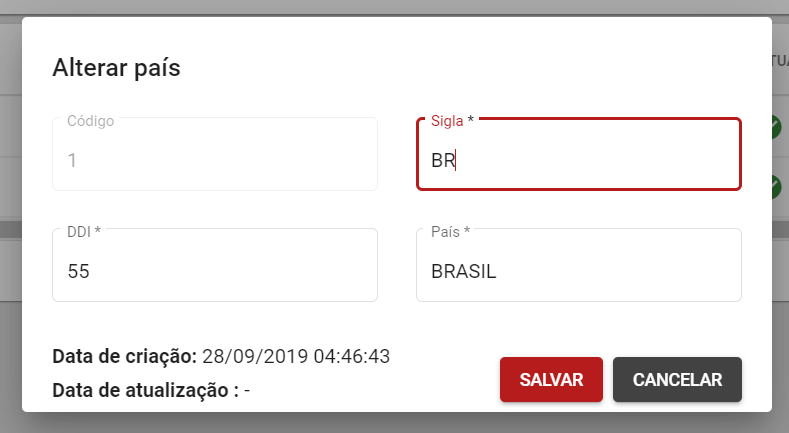 Alterar país
Código
1
Sigla *
BR
DDI *
55
País *
BRASIL
Data de criação: 28/09/2019 04:46:43
Data de atualização : -
SALVAR
CANCELAR